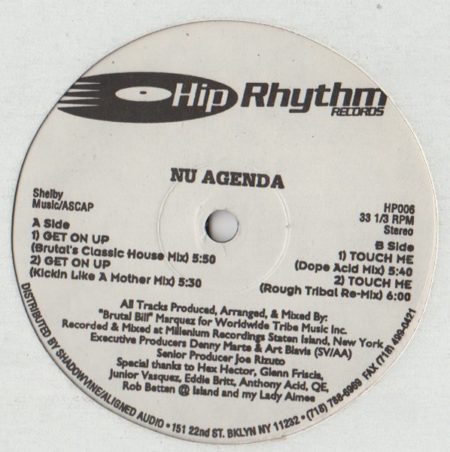 Hip Rhythm
RECORDS
NU AGENDA
Shelby
Music/ASCAP
A Side
1) GET ON UP
(Brutal's Classic House Mix) 5:50
2) GET ON UP
(Kickin Like A Mother Mix) 5:30
HP006
33 1/3 RPM
Stereo
B Side
1) TOUCH ME
(Dope Acid Mix) 5:40
2) TOUCH ME
(Rough Tribal Re-Mix) 6:00
All Tracks Produced, Arranged, & Mixed By:
"Brutal Bill" Marquez for Worldwide Tribe Music Inc.
Recorded & Mixed at Millenium Recordings Staten Island, New York
Executive Producers Denny Marte & Art Blavis (SV/AA)
Senior Producer Joe Rizuto
Special thanks to Hex Hector, Glenn Friscia,
Junior Vasquez, Eddie Britt, Anthony Acid, QE,
Rob Betten @ Island and my Lady Aimee
DISTRIBUTED BY SHADOWVNE/ALIGNED AUDIO • 151 22nd ST. BKLYN NY 11232 • (718) 788-6969 FAX (718) 499-0421